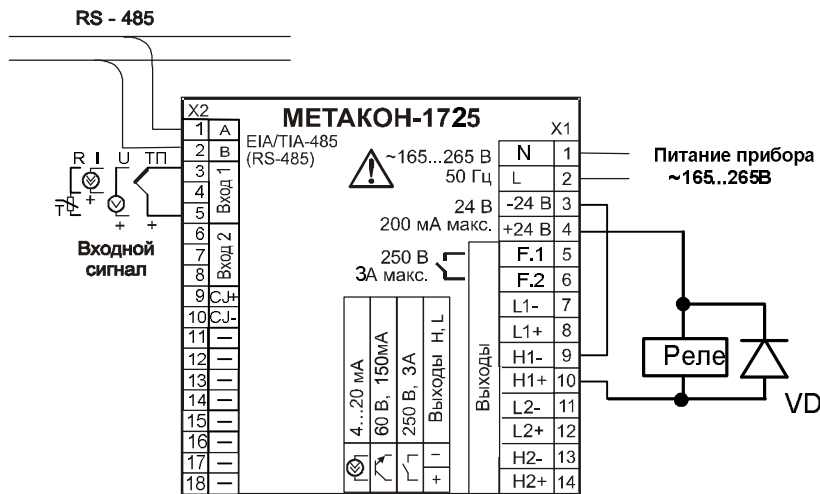 RS - 485
МЕТАКОН-1725
X2
X1
1 A
2 B
3
4
5
Вход 1
6
7
8
Вход 2
9 CJ+
10 CJ-
11 –
12 –
13 –
14 –
15 –
16 –
17 –
18 –
EIA/TIA-485
(RS-485)
R I U ТП
T
+ + +
Входной
сигнал
~165...265 В
50 Гц
24 В
200 мА макс.
250 В
3А макс.
N 1
L 2
-24 В 3
+24 В 4
F.1 5
F.2 6
L1- 7
L1+ 8
H1- 9
H1+ 10
L2- 11
L2+ 12
H2- 13
H2+ 14
Выходы
4...20 мА
60 В, 150мА
250 В, 3А
Выходы H, L
–
+
Питание прибора
~165...265В
Реле
VD